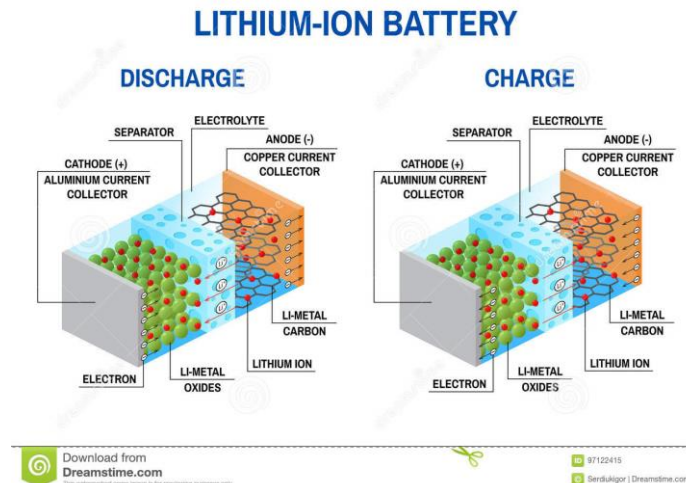 LITHIUM-ION BATTERY
DISCHARGE
ELECTROLYTE
SEPARATOR
ANODE (-)
COPPER CURRENT
COLLECTOR
CATHODE (+)
ALUMINIUM CURRENT
COLLECTOR
LI-METAL
CARBON
LITHIUM ION
LI-METAL
OXIDES
ELECTRON
CHARGE
ELECTROLYTE
SEPARATOR
ANODE (-)
COPPER CURRENT
COLLECTOR
CATHODE (+)
ALUMINIUM CURRENT
COLLECTOR
LI-METAL
CARBON
LITHIUM ION
LI-METAL
OXIDES
ELECTRON
Download from
Dreamstime.com
ID 97122415
Serdiukigor | Dreamstime.com